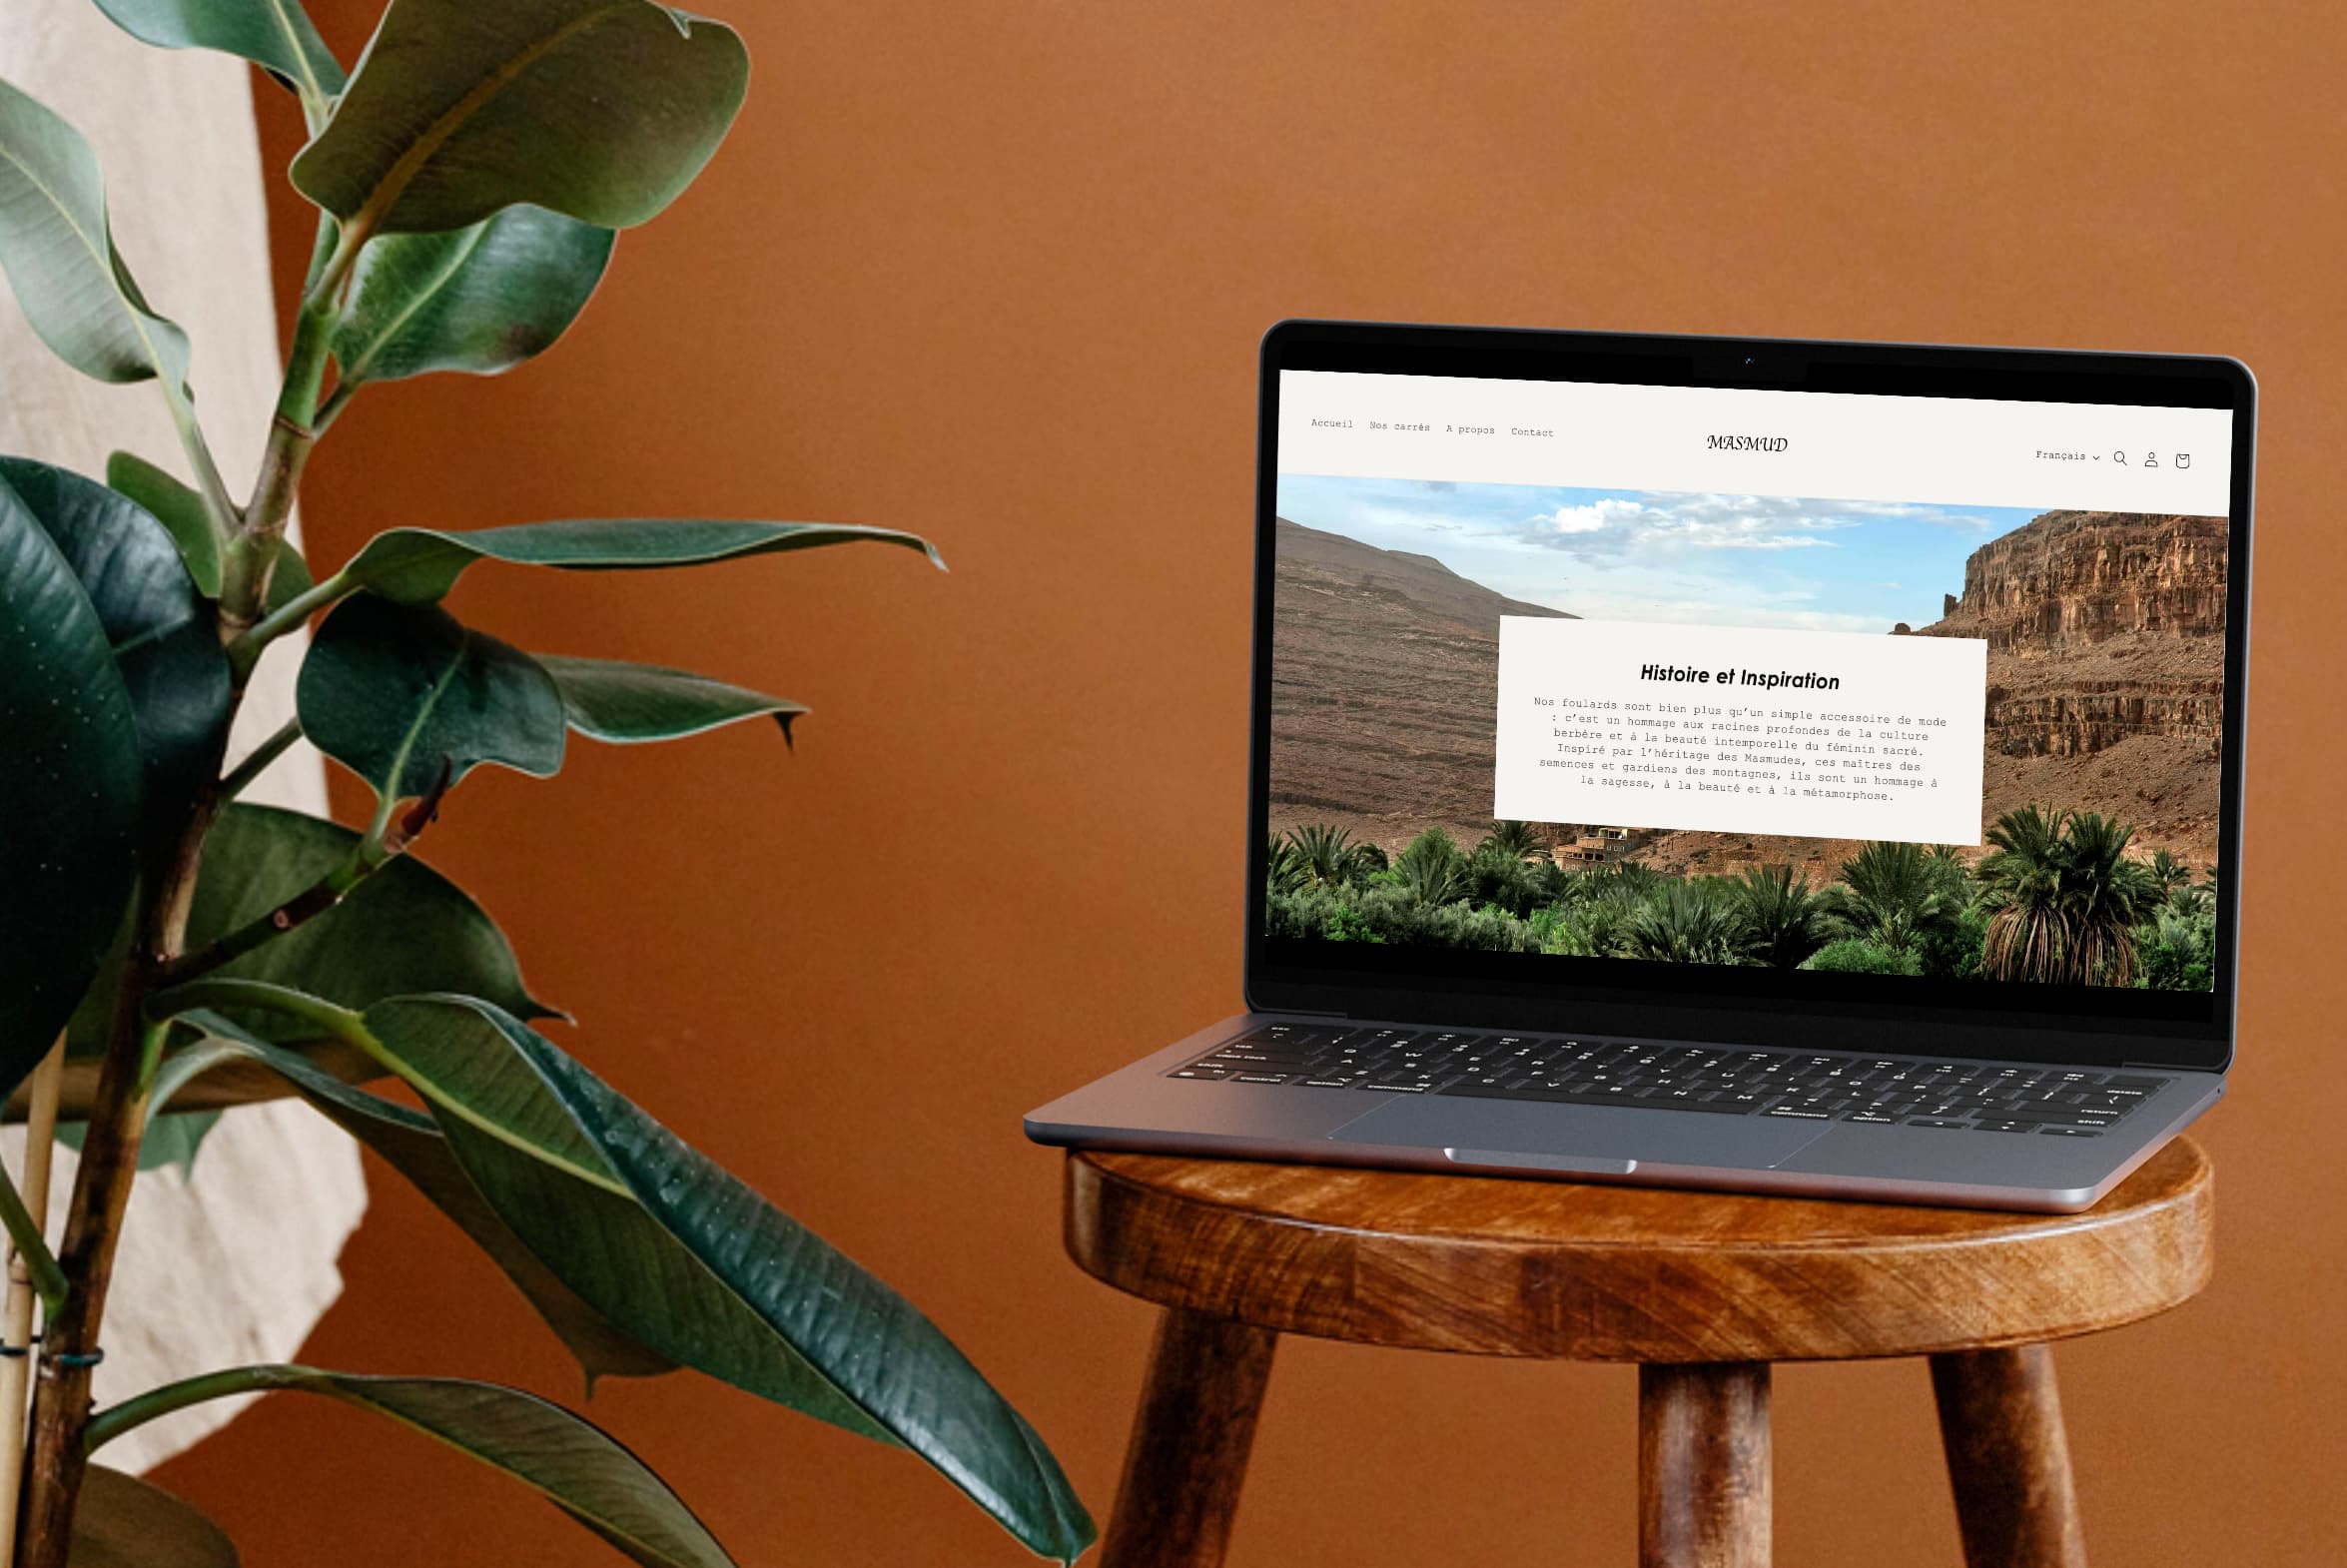 Accueil Nos carrés A propos Contact
MASMUD
Français
Histoire et Inspiration
Nos foulards sont bien plus qu'un simple accessoire de mode
: c'est un hommage aux racines profondes de la culture
berbère et à la beauté intemporelle du féminin sacré.
Inspiré par l'héritage des Masmudes, ces maîtres des
semences et gardiens des montagnes, ils sont un hommage à
la sagesse, à la beauté et à la métamorphose.